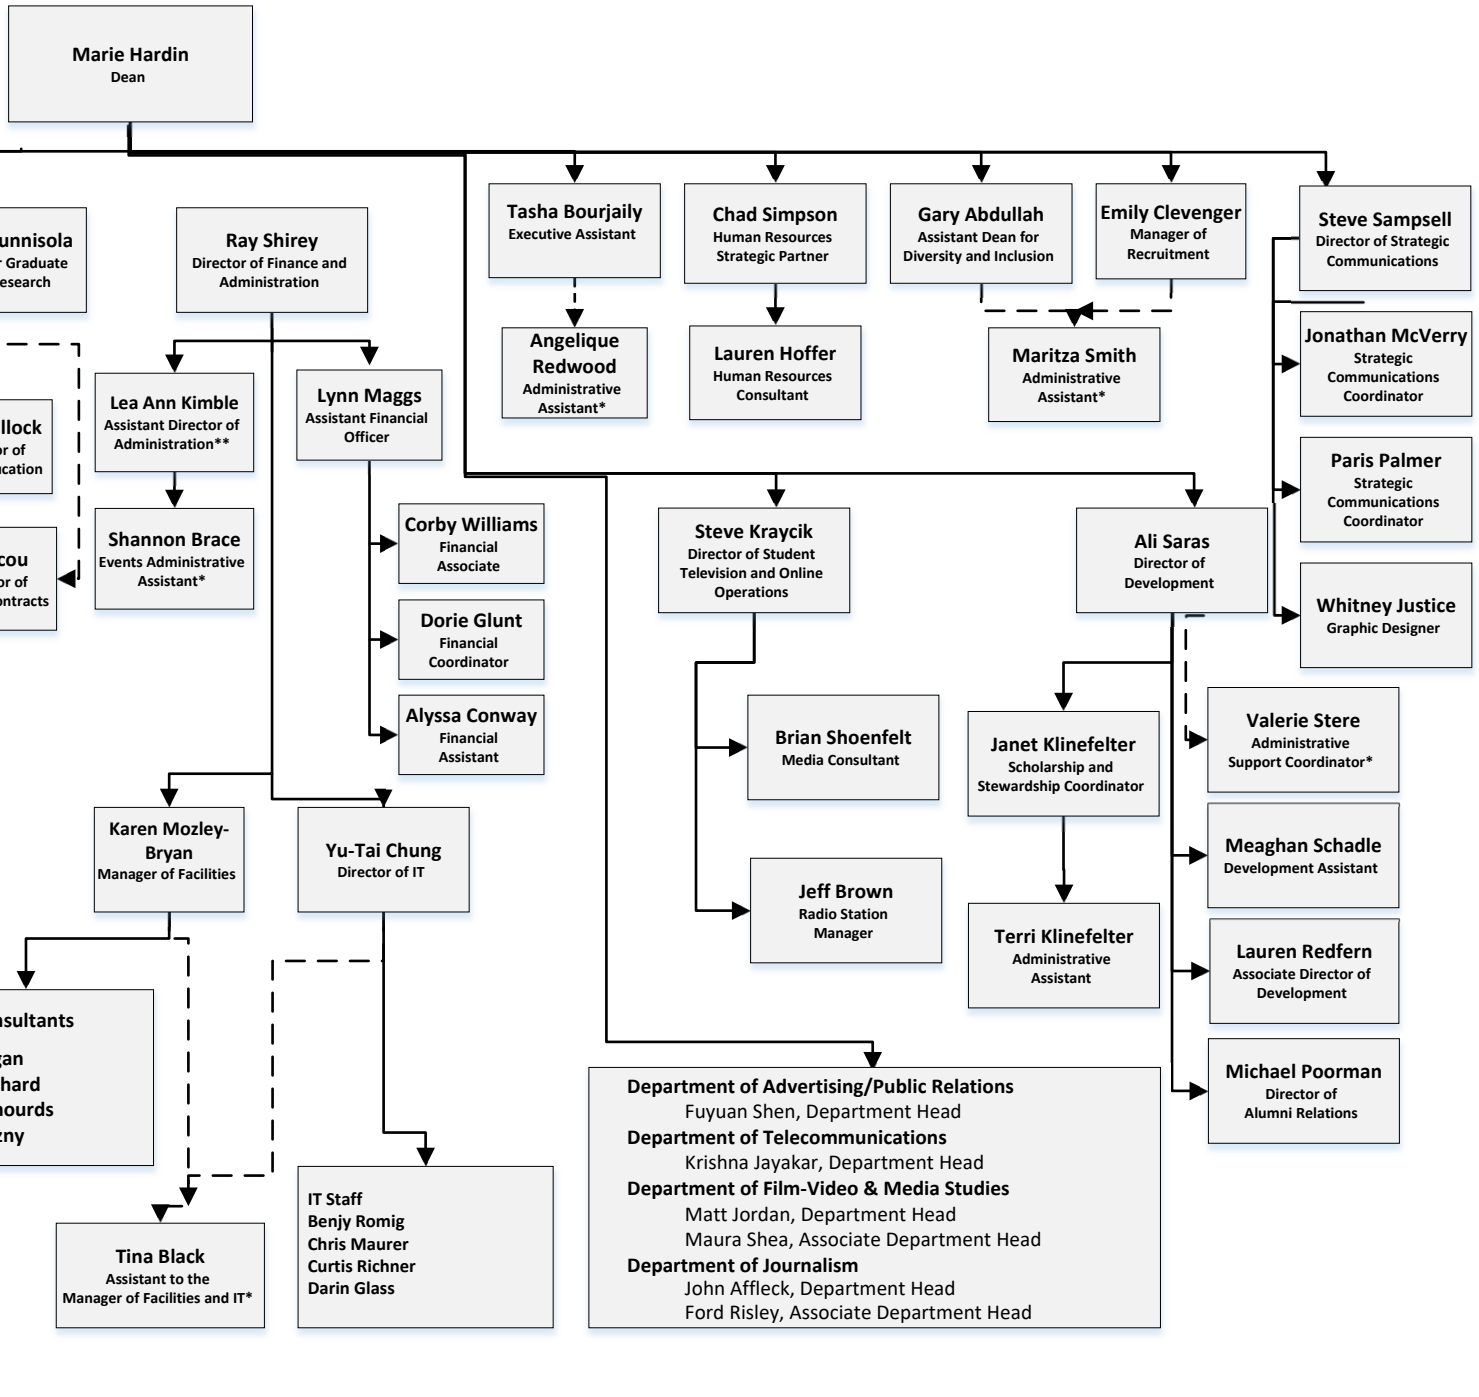 Marie Hardin
Dean
Tasha Bourjaily
Executive Assistant
Chad Simpson
Human Resources
Strategic Partner
Gary Abdullah
Assistant Dean for
Diversity and Inclusion
Emily Clevenger
Manager of
Recruitment
Steve Sampsell
Director of Strategic
Communications
Graduate
Ray Shirey
Director of Finance and
Administration
Angelique
Redwood
Administrative
Assistant*
Lauren Hoffer
Human Resources
Consultant
Maritza Smith
Administrative
Assistant*
Jonathan McVerry
Strategic
Communications
Coordinator
Lea Ann Kimble
Assistant Director of
Administration**
Lynn Maggs
Assistant Financial
Officer
of
Paris Palmer
Strategic
Communications
Coordinator
Shannon Brace
Events Administrative
Assistant*
Corby Williams
Financial
Associate
Steve Kraycik
Director of Student
Television and Online
Operations
Ali Saras
Director of
Development
of
Whitney Justice
Graphic Designer
Dorie Glunt
Financial
Coordinator
Alyssa Conway
Financial
Assistant
Brian Shoenfelt
Media Consultant
Janet Klinefelter
Scholarship and
Stewardship Coordinator
Valerie Stere
Administrative
Support Coordinator*
Karen Mozley-
Bryan
Manager of Facilities
Yu-Tai Chung
Director of IT
Meaghan Schadle
Development Assistant
Jeff Brown
Radio Station
Manager
Terri Klinefelter
Administrative
Assistant
Lauren Redfern
Associate Director of
Development
Michael Poorman
Director of
Alumni Relations
Department of Advertising/Public Relations
Fuyuan Shen, Department Head
Department of Telecommunications
Krishna Jayakar, Department Head
Department of Film-Video & Media Studies
Matt Jordan, Department Head
Maura Shea, Associate Department Head
Department of Journalism
John Affleck, Department Head
Ford Risley, Associate Department Head
IT Staff
Benjy Romig
Chris Maurer
Curtis Richner
Darin Glass
Tina Black
Assistant to the
Manager of Facilities and IT*